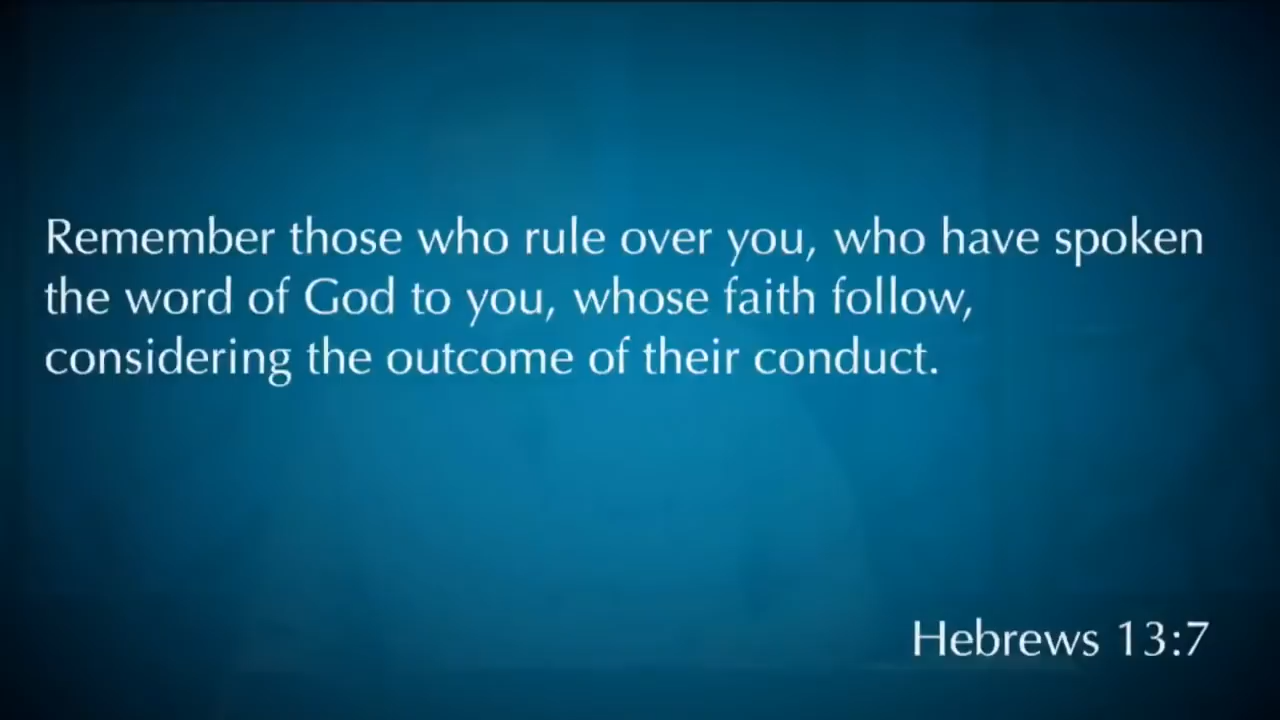 Remember those who rule over you, who have spoken
the word of God to you, whose faith follow,
considering the outcome of their conduct.
Hebrews 13:7